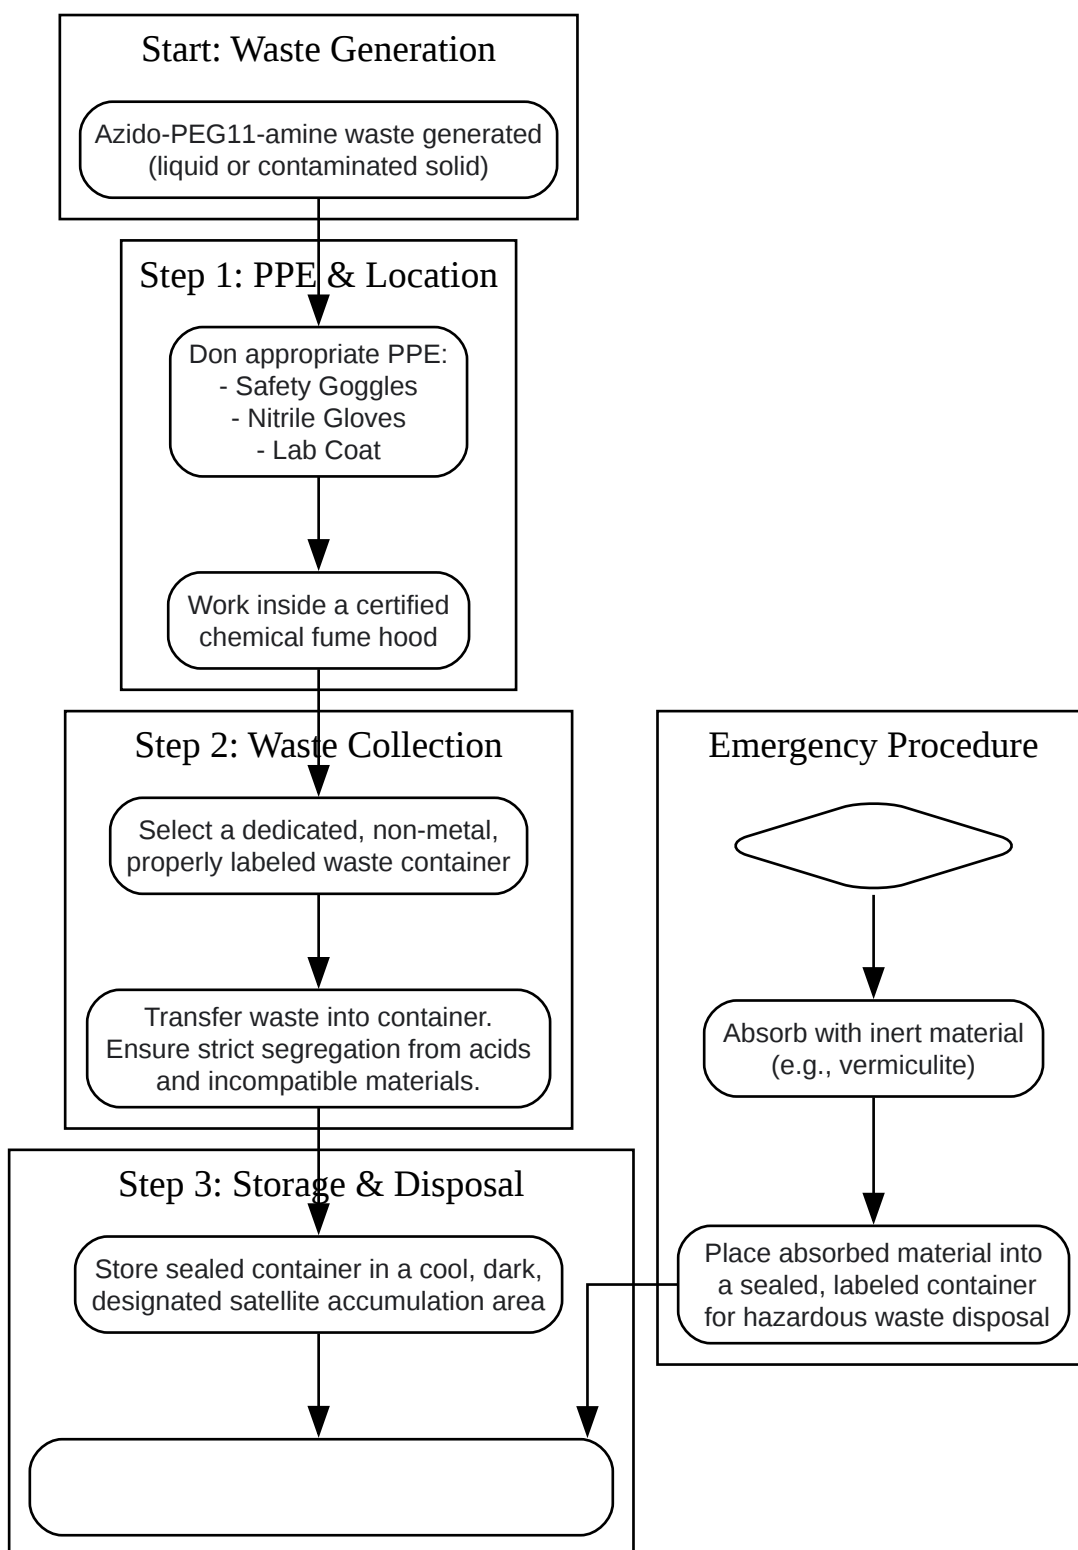 Start: Waste Generation
Azido-PEG11-amine waste generated
(liquid or contaminated solid)
Step 1: PPE & Location
Don appropriate PPE:
- Safety Goggles
- Nitrile Gloves
- Lab Coat
Work inside a certified
chemical fume hood
Step 2: Waste Collection
Select a dedicated, non-metal,
properly labeled waste container
Transfer waste into container.
Ensure strict segregation from acids
and incompatible materials.
Step 3: Storage & Disposal
Store sealed container in a cool, dark,
designated satellite accumulation area
Emergency Procedure
Absorb with inert material
(e.g., vermiculite)
Place absorbed material into
a sealed, labeled container
for hazardous waste disposal